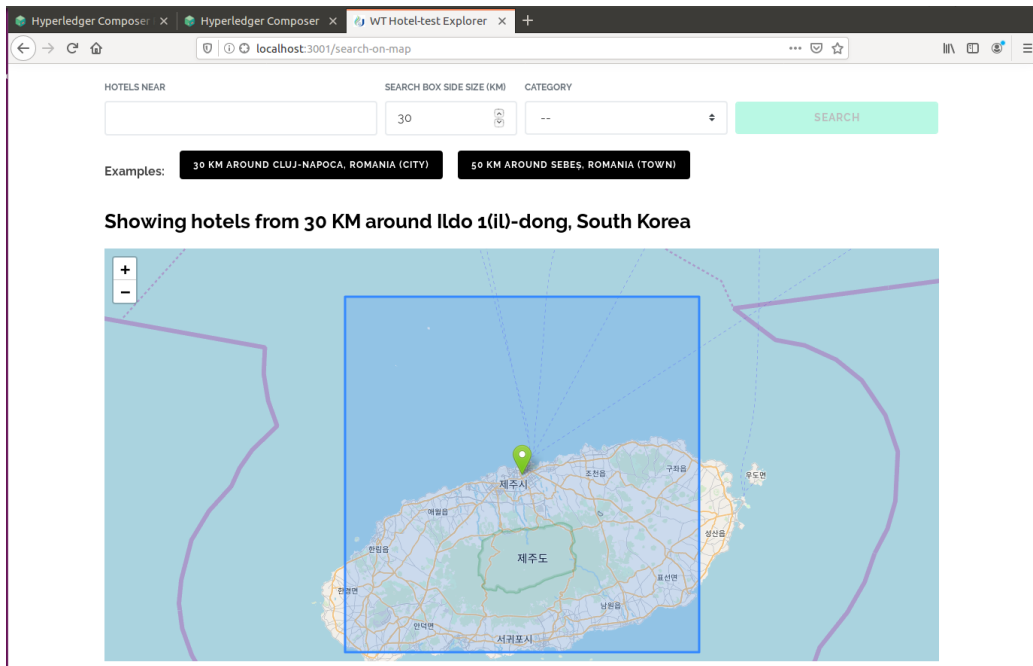 Hyperledger Composer
Hyperledger Composer
WT Hotel-test Explorer
localhost:3001/search-on-map
HOTELS NEAR
SEARCH BOX SIDE SIZE (KM)
CATEGORY
30
--
SEARCH
Examples:
30 KM AROUND CLUJ-NAPOCA, ROMANIA (CITY)
50 KM AROUND SEBEȘ, ROMANIA (TOWN)
Showing hotels from 30 KM around Ildo 1(il)-dong, South Korea
+
−
구좌읍
조천읍
우도면
제주시
애월읍
성산읍
한림읍
제주도
표선면
한경면
남원읍
안덕면
서귀포시